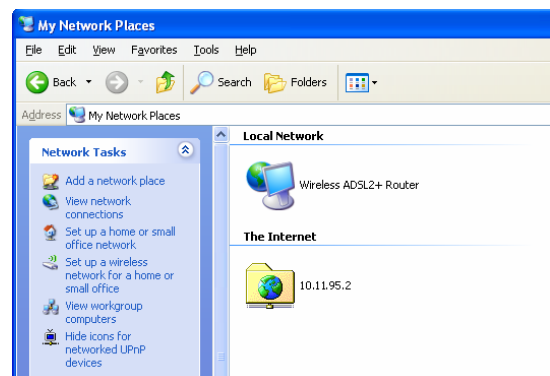 My Network Places
File Edit View Favorites Tools Help
Back Search Folders
Address My Network Places
Network Tasks
Add a network place
View network
connections
Set up a home or small
office network
Set up a wireless
network for a home or
small office
View workgroup
computers
Hide icons for
networked UPnP
devices
Local Network
Wireless ADSL2+ Router
The Internet
10.11.95.2